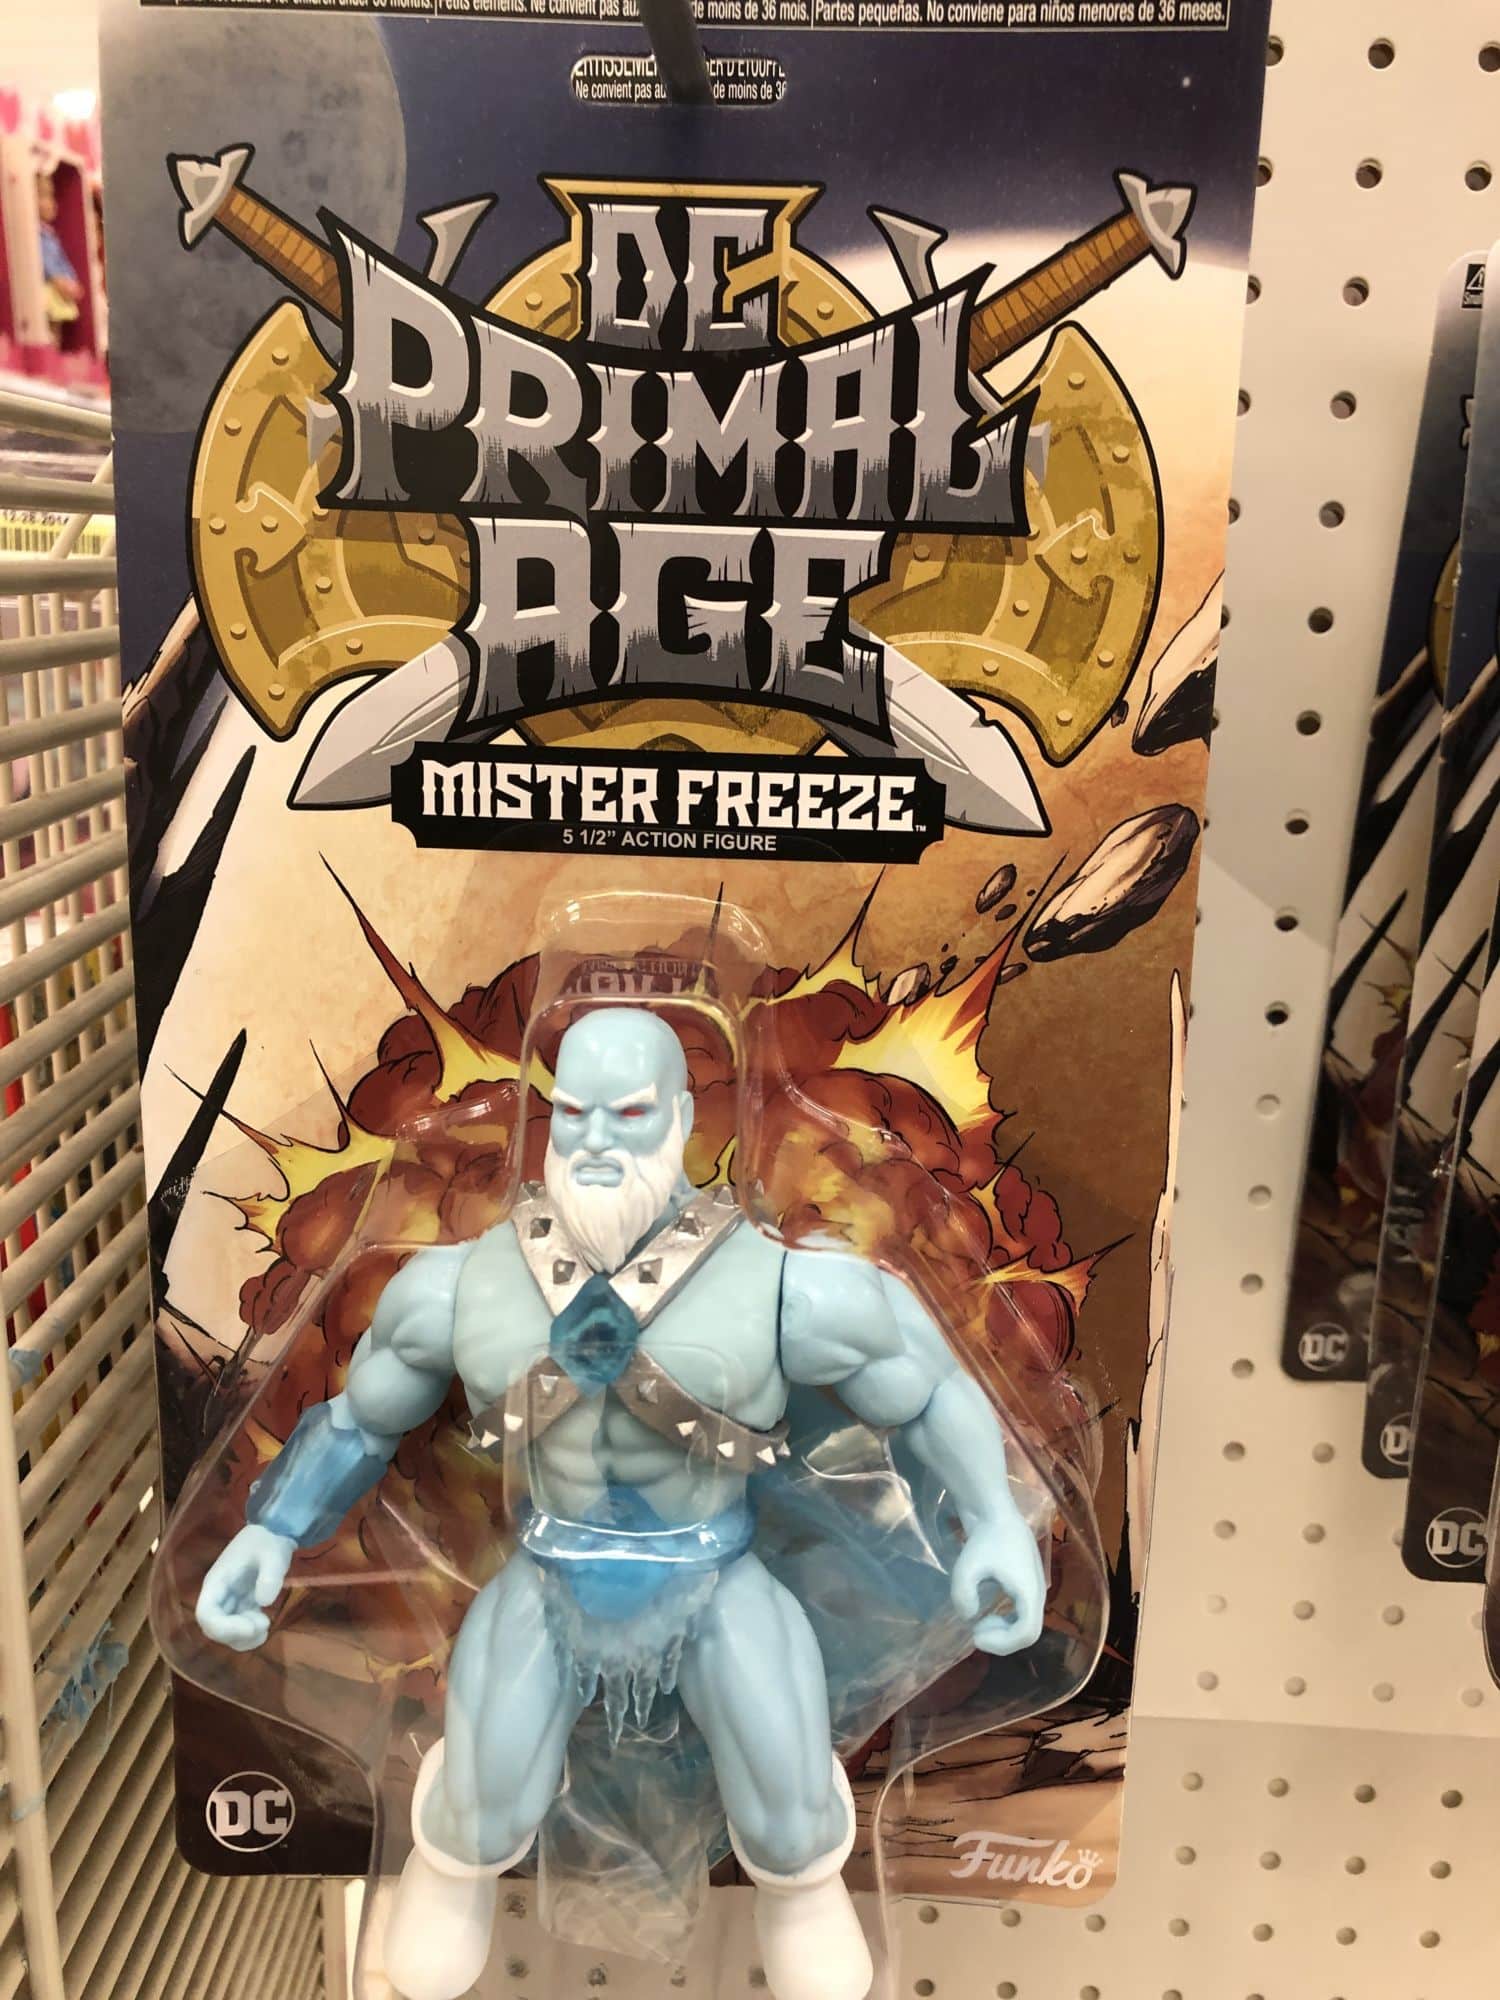 Petits éléments. Ne convient pas au de moins de 36 mois. Partes pequeñas. No conviene para niños menores de 36 meses.
Ne convient pas au de moins de 36
DC
PRIMAL
AGE
MISTER FREEZE™
5 1/2" ACTION FIGURE
DC
DC
DC
DC
Funko